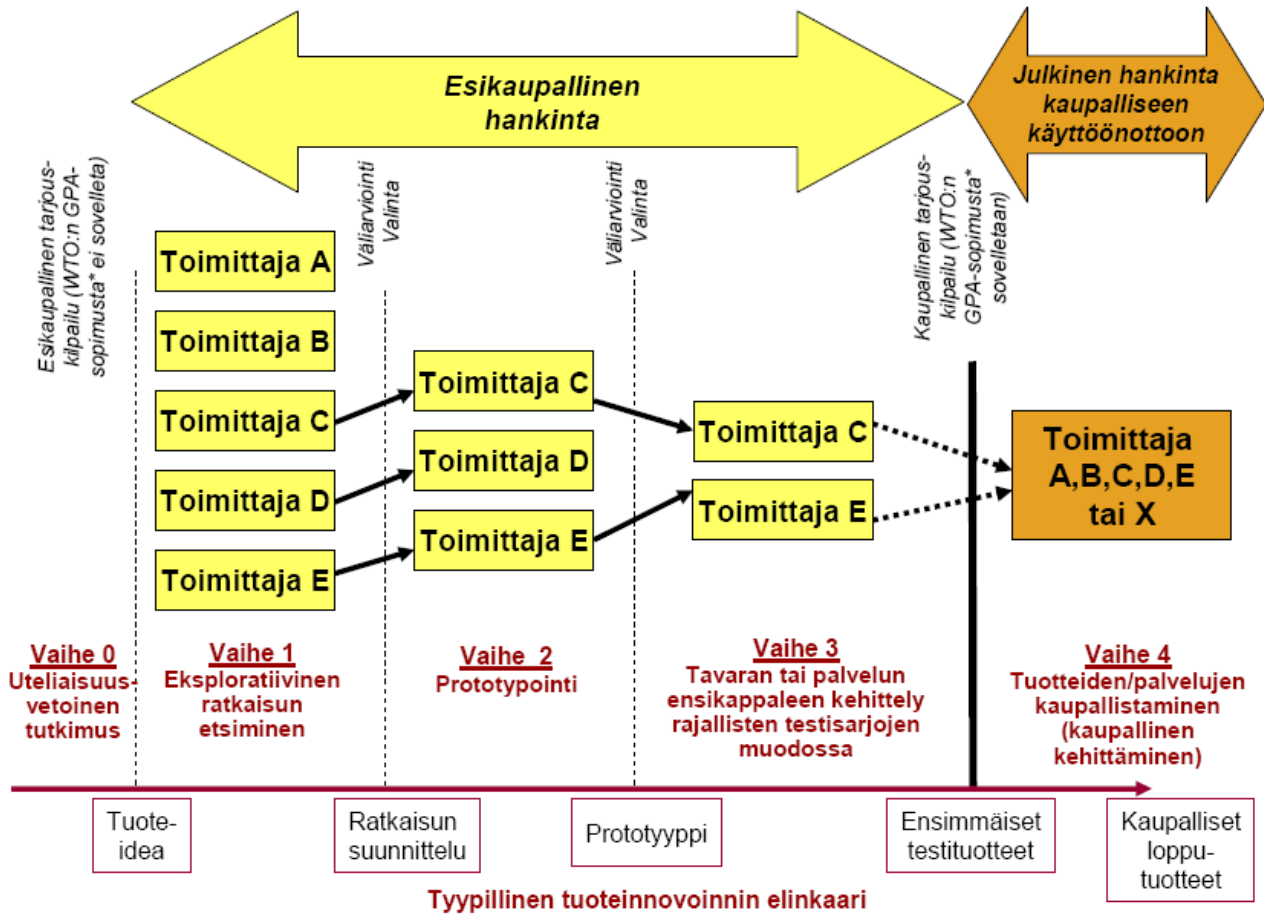 Esikaupallinen
hankinta
Julkinen hankinta
kaupalliseen
käyttöönottoon
Esikaupallinen tarjous-
kilpailu (WTO:n GPA-
sopimusta* ei sovelleta)
Väliarviointi
Valinta
Väliarviointi
Valinta
Kaupallinen tarjous-
kilpailu (WTO:n
GPA-sopimusta*
sovelletaan)
Toimittaja A
Toimittaja B
Toimittaja C
Toimittaja D
Toimittaja E
Toimittaja C
Toimittaja D
Toimittaja E
Toimittaja C
Toimittaja E
Toimittaja
A,B,C,D,E
tai X
Vaihe 0
Uteliaisuus-
vetoinen
tutkimus
Vaihe 1
Eksploratiivinen
ratkaisun
etsiminen
Vaihe 2
Prototypointi
Vaihe 3
Tavaran tai palvelun
ensikappaleen kehittely
rajallisten testisarjojen
muodossa
Vaihe 4
Tuotteiden/palvelujen
kaupallistaminen
(kaupallinen
kehittäminen)
Tuote-
idea
Ratkaisun
suunnittelu
Prototyyppi
Ensimmäiset
testituotteet
Kaupalliset
loppu-
tuotteet
Tyypillinen tuoteinnovoinnin elinkaari